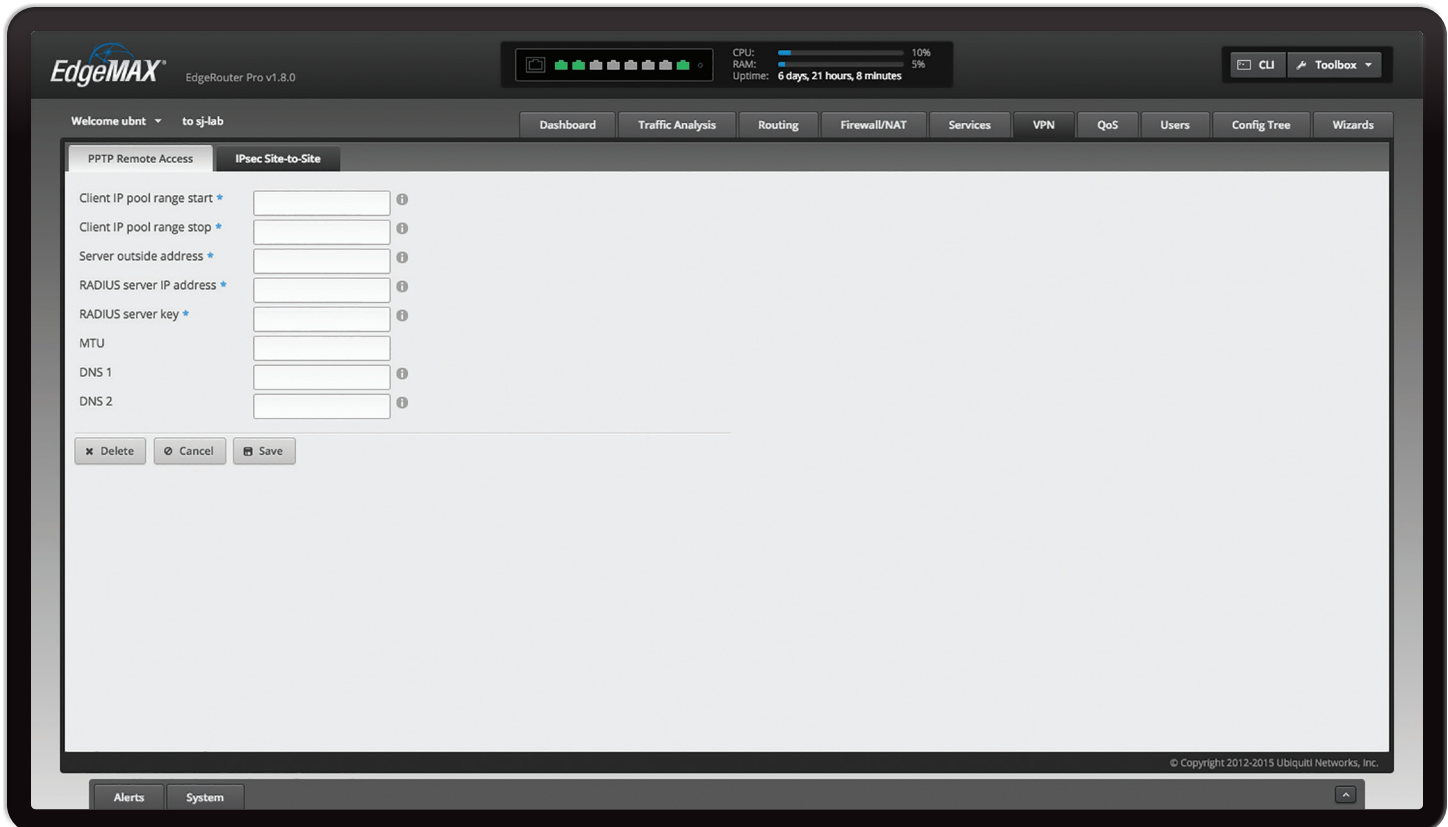 EdgeMAX® EdgeRouter Pro v1.8.0
CPU: 10%
RAM: 5%
Uptime: 6 days, 21 hours, 8 minutes
CLI Toolbox
Welcome ubnt to sj-lab
Dashboard Traffic Analysis Routing Firewall/NAT Services VPN QoS Users Config Tree Wizards
PPTP Remote Access IPsec Site-to-Site
Client IP pool range start *
Client IP pool range stop *
Server outside address *
RADIUS server IP address *
RADIUS server key *
MTU
DNS 1
DNS 2
Delete Cancel Save
© Copyright 2012-2015 Ubiquiti Networks, Inc.
Alerts System